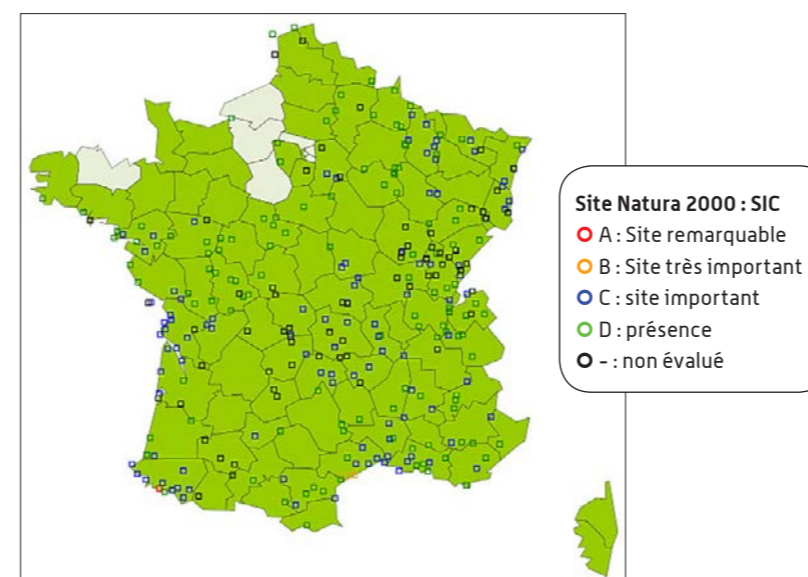 Site Natura 2000 : SIC
A : Site remarquable
B : Site très important
C : site important
D : présence
- : non évalué